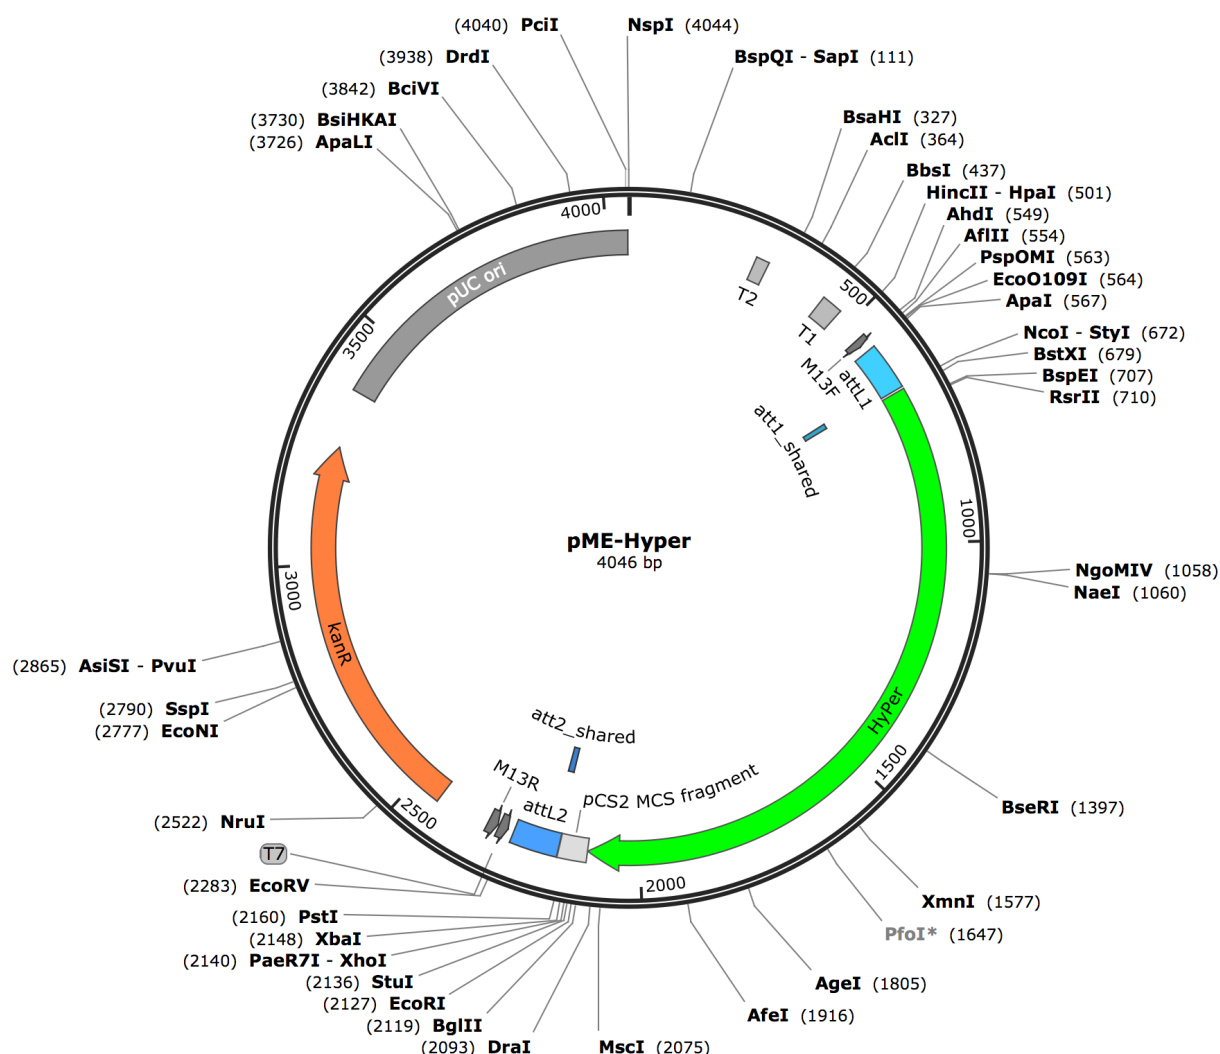 (4040) PciI
NspI (4044)
(3938) DrdI
BspQI - SapI (111)
(3842) BciVI
(3730) BsiHKAI
BsaHI (327)
(3726) ApaLI
AclI (364)
BbsI (437)
HincII - HpaI (501)
AhdI (549)
AflII (554)
PspOMI (563)
EcoO109I (564)
ApaI (567)
NcoI - StyI (672)
BstXI (679)
BspEI (707)
RsrII (710)
4000
pUC ori
T2
500
T1
3500
M13F
attL1
att1_shared
1000
pME-Hyper
4046 bp
NgoMIV (1058)
NaeI (1060)
3000
kanR
(2865) AsiSI - PvuI
(2790) SspI
(2777) EcoNI
HyPer
att2_shared
1500
M13R
pCS2 MCS fragment
attL2
BseRI (1397)
2500
(2522) NruI
T7
2000
(2283) EcoRV
XmnI (1577)
(2160) PstI
PfoI* (1647)
(2148) XbaI
(2140) PaeR7I - XhoI
(2136) StuI
AgeI (1805)
(2127) EcoRI
AfeI (1916)
(2119) BglII
(2093) DraI
MscI (2075)